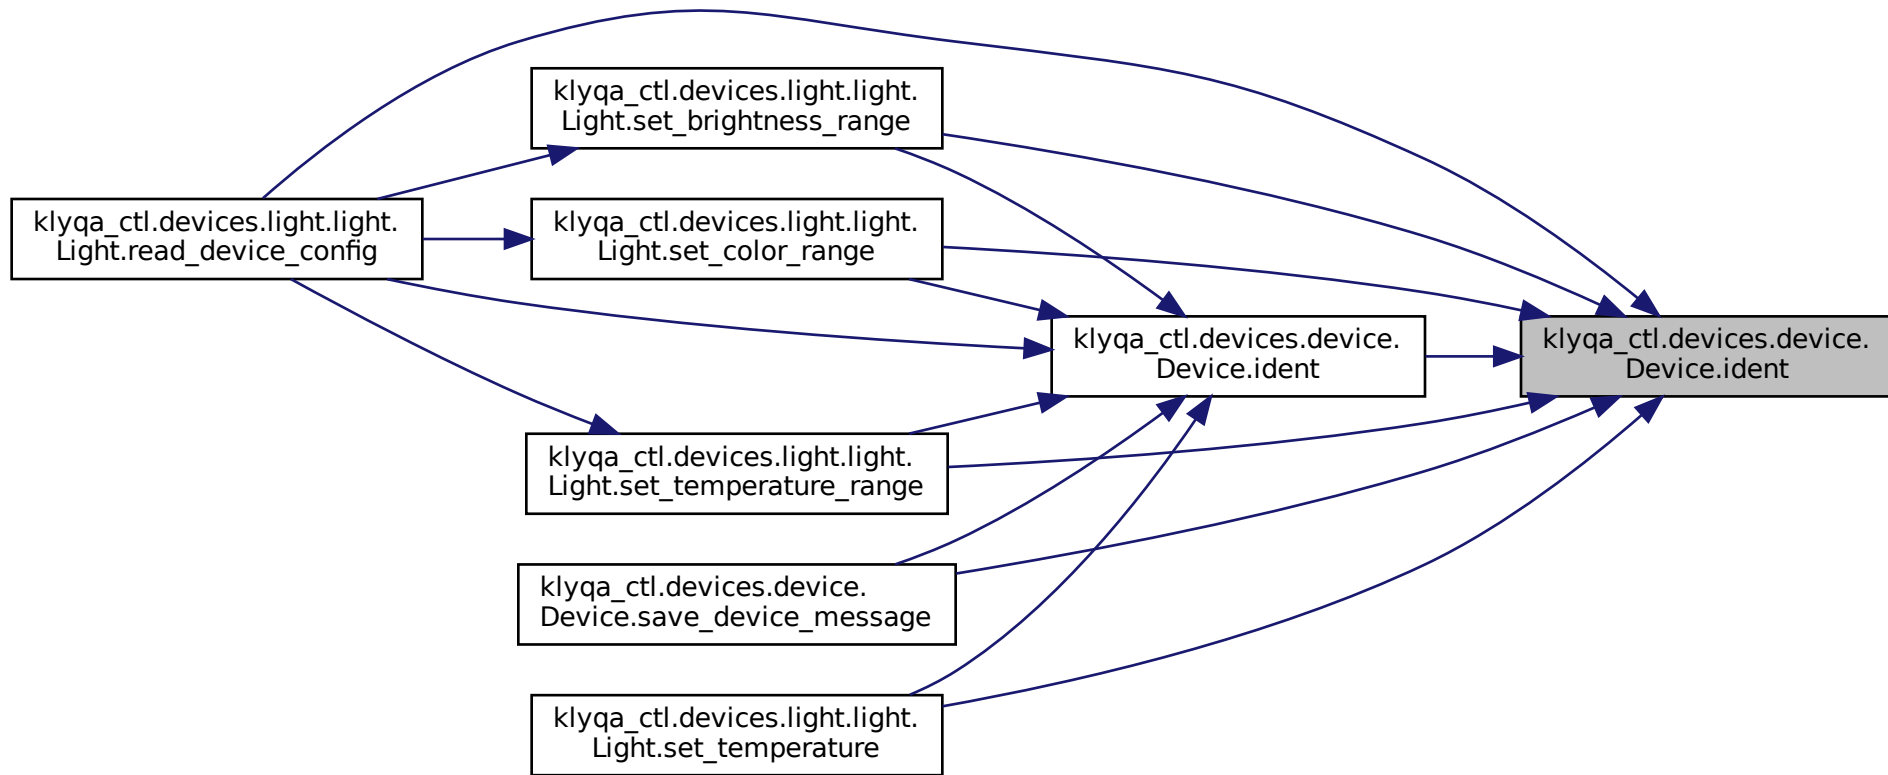 klyqa_ctl.devices.light.light.
Light.set_brightness_range
klyqa_ctl.devices.light.light.
Light.read_device_config
klyqa_ctl.devices.light.light.
Light.set_color_range
klyqa_ctl.devices.device.
Device.ident
klyqa_ctl.devices.device.
Device.ident
klyqa_ctl.devices.light.light.
Light.set_temperature_range
klyqa_ctl.devices.device.
Device.save_device_message
klyqa_ctl.devices.light.light.
Light.set_temperature